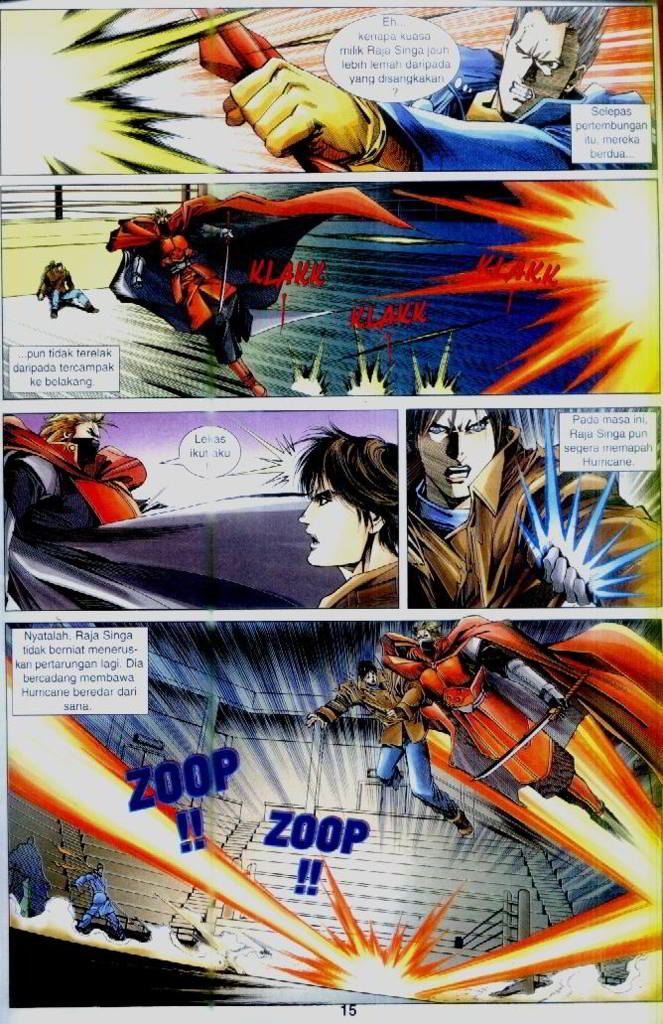 Eh...
kenapa kuasa
milik Raja Singa jauh
lebih lemah daripada
yang disangkakan
?
Selepas
pertembungan
itu, mereka
berdua...
KLAKK
KLAKK
KLAKK
...pun tidak terelak
daripada tercampak
ke belakang.
Lekas
ikut aku
!
Pada masa ini,
Raja Singa pun
segera memapah
Hurricane.
Nyatalah, Raja Singa
tidak berniat menerus-
kan pertarungan lagi. Dia
bercadang membawa
Hurricane beredar dari
sana.
ZOOP
!!
ZOOP
!!
15